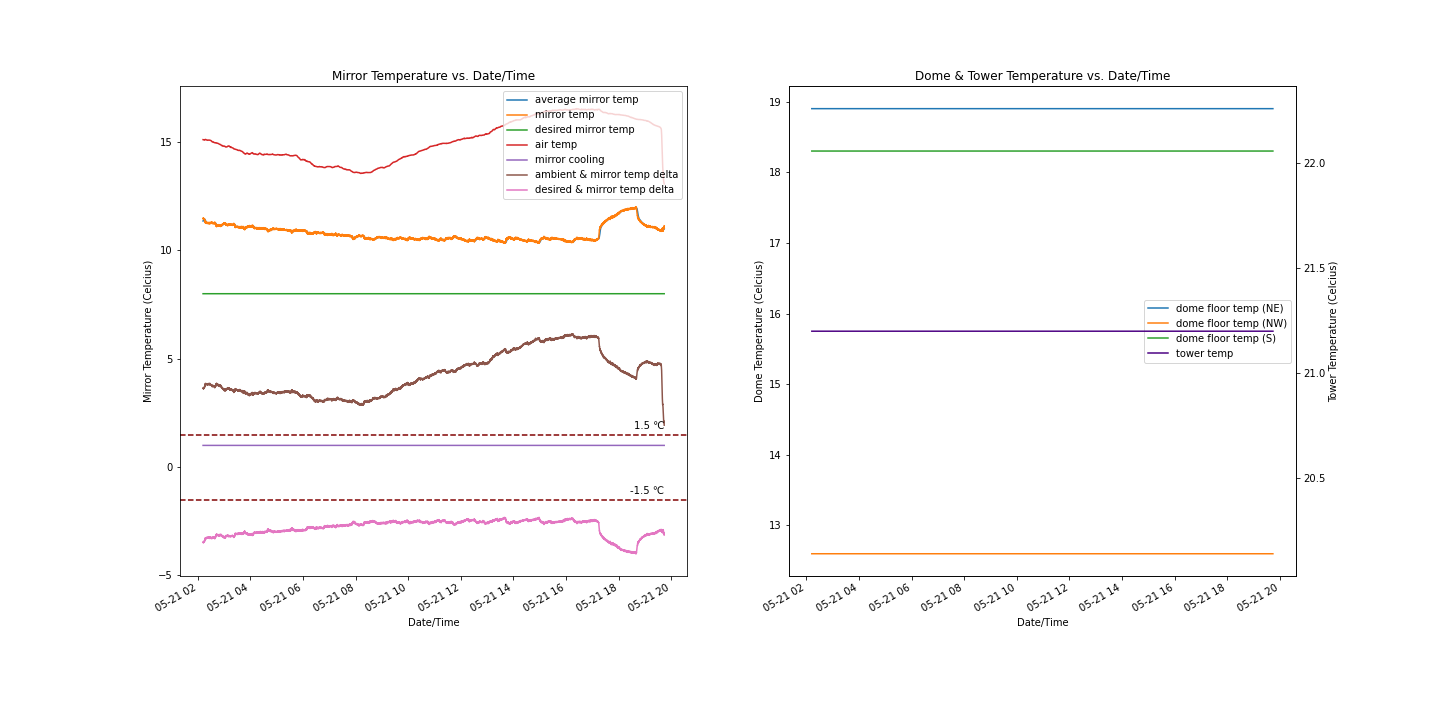 Mirror Temperature vs. Date/Time
average mirror temp
mirror temp
desired mirror temp
air temp
mirror cooling
ambient & mirror temp delta
desired & mirror temp delta
15
10
5
0
−5
Mirror Temperature (Celcius)
1.5 °C
-1.5 °C
05-21 02
05-21 04
05-21 06
05-21 08
05-21 10
05-21 12
05-21 14
05-21 16
05-21 18
05-21 20
Date/Time
Dome & Tower Temperature vs. Date/Time
19
18
17
16
15
14
13
Dome Temperature (Celcius)
dome floor temp (NE)
dome floor temp (NW)
dome floor temp (S)
tower temp
22.0
21.5
21.0
20.5
Tower Temperature (Celcius)
05-21 02
05-21 04
05-21 06
05-21 08
05-21 10
05-21 12
05-21 14
05-21 16
05-21 18
05-21 20
Date/Time